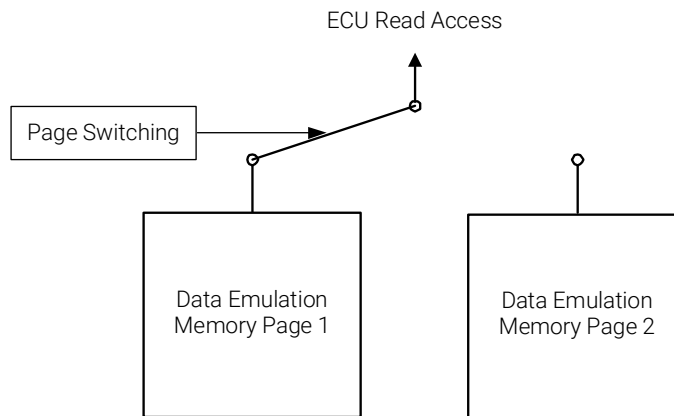 ECU Read Access
Page Switching
Data Emulation
Memory Page 1
Data Emulation
Memory Page 2